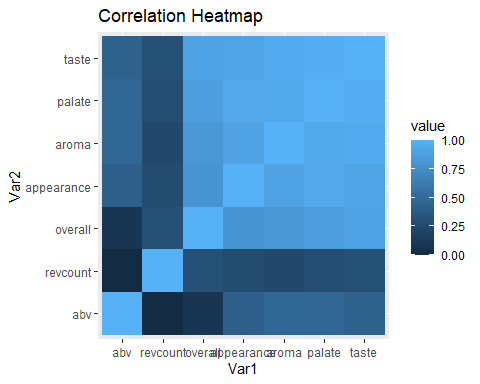 Correlation Heatmap
Var2
taste
palate
aroma
appearance
overall
revcount
abv
abv revcount overall appearance aroma palate taste
Var1
value
1.00
0.75
0.50
0.25
0.00